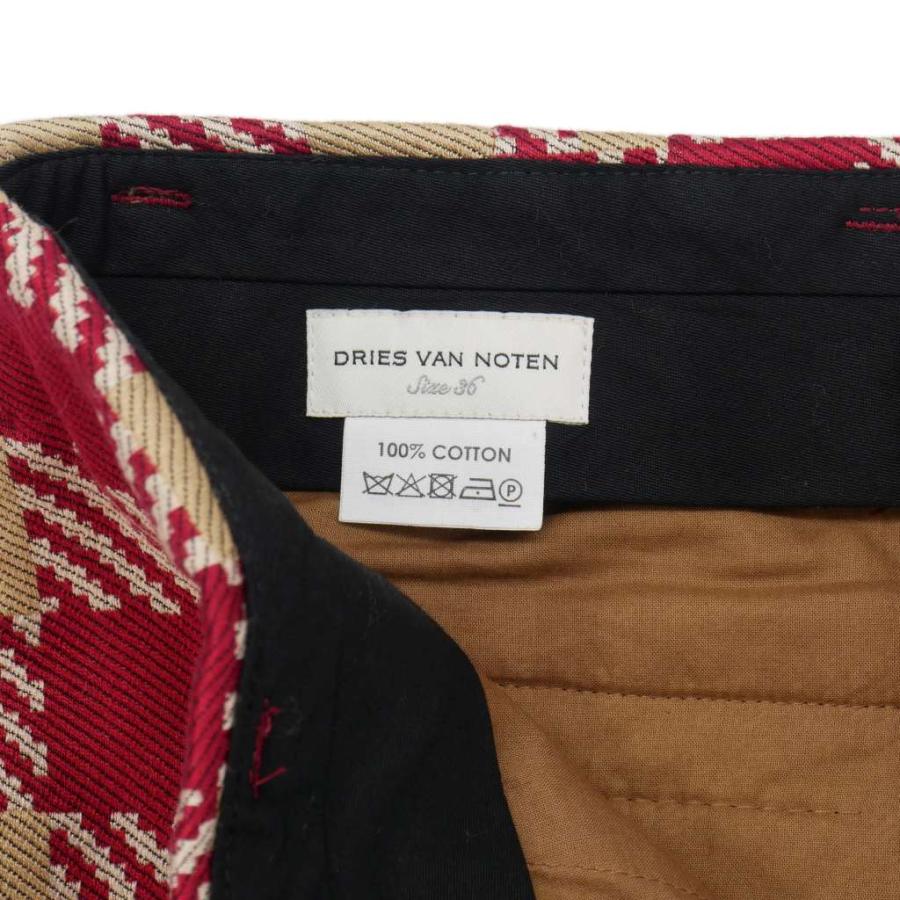 DRIES VAN NOTEN
Size 36
100% COTTON
P